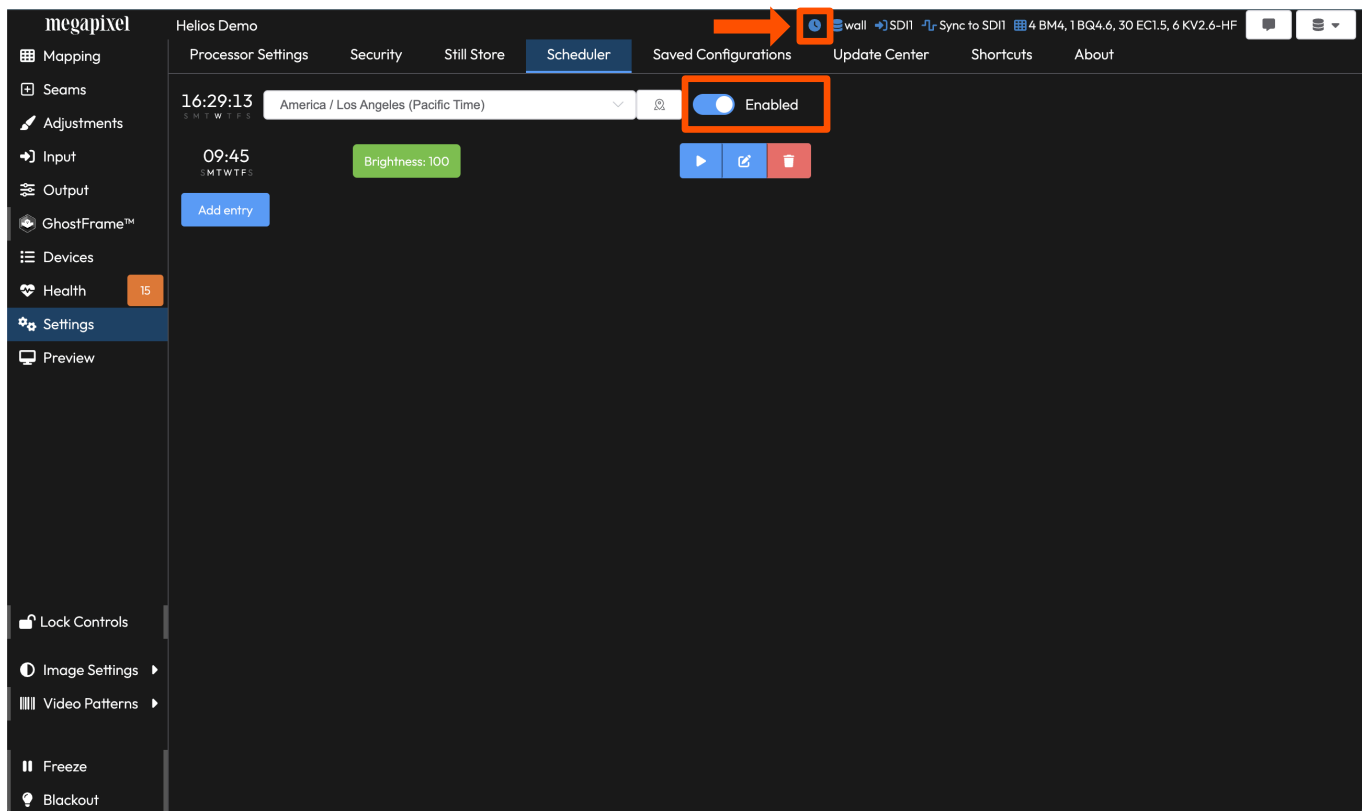 megapixel
Helios Demo
wall SDI1 Sync to SDI1 4 BM4, 1 BQ4.6, 30 EC1.5, 6 KV2.6-HF
Mapping
Seams
Adjustments
Input
Output
GhostFrame™
Devices
Health 15
Settings
Preview
Lock Controls
Image Settings
Video Patterns
Freeze
Blackout
Processor Settings Security Still Store Scheduler Saved Configurations Update Center Shortcuts About
16:29:13 America / Los Angeles (Pacific Time) Enabled
S M T W T F S
09:45 Brightness: 100
S M T W T F S
Add entry